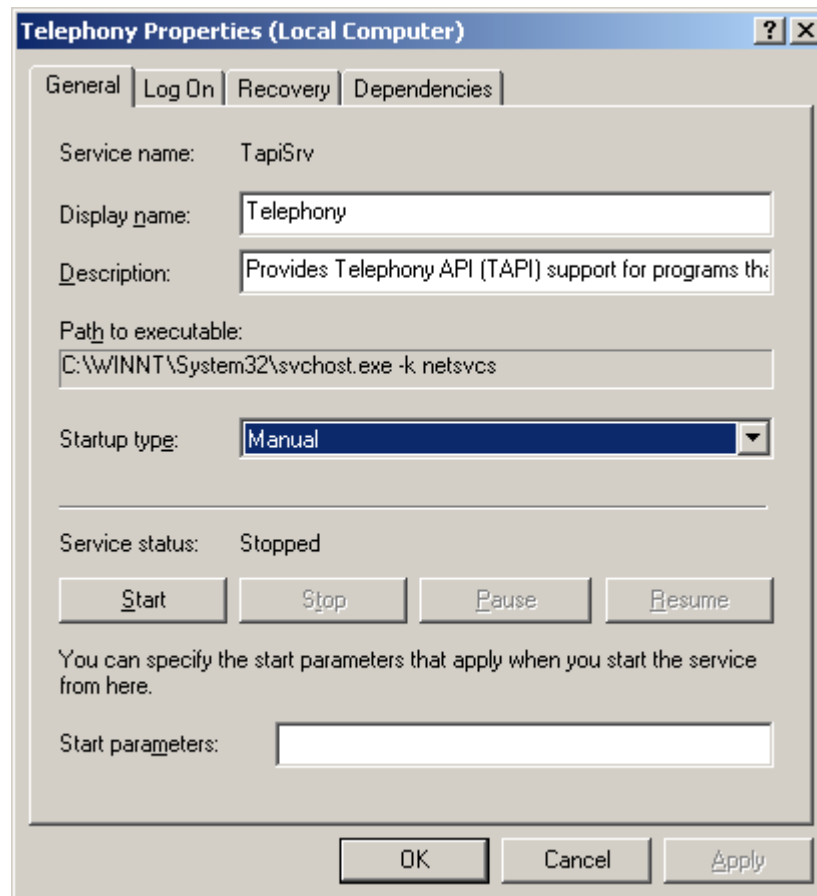 Telephony Properties (Local Computer)
General Log On Recovery Dependencies
Service name: TapiSrv
Display name: Telephony
Description: Provides Telephony API (TAPI) support for programs tha
Path to executable:
C:\WINNT\System32\svchost.exe -k netsvcs
Startup type: Manual
Service status: Stopped
Start Stop Pause Resume
You can specify the start parameters that apply when you start the service
from here.
Start parameters:
OK Cancel Apply